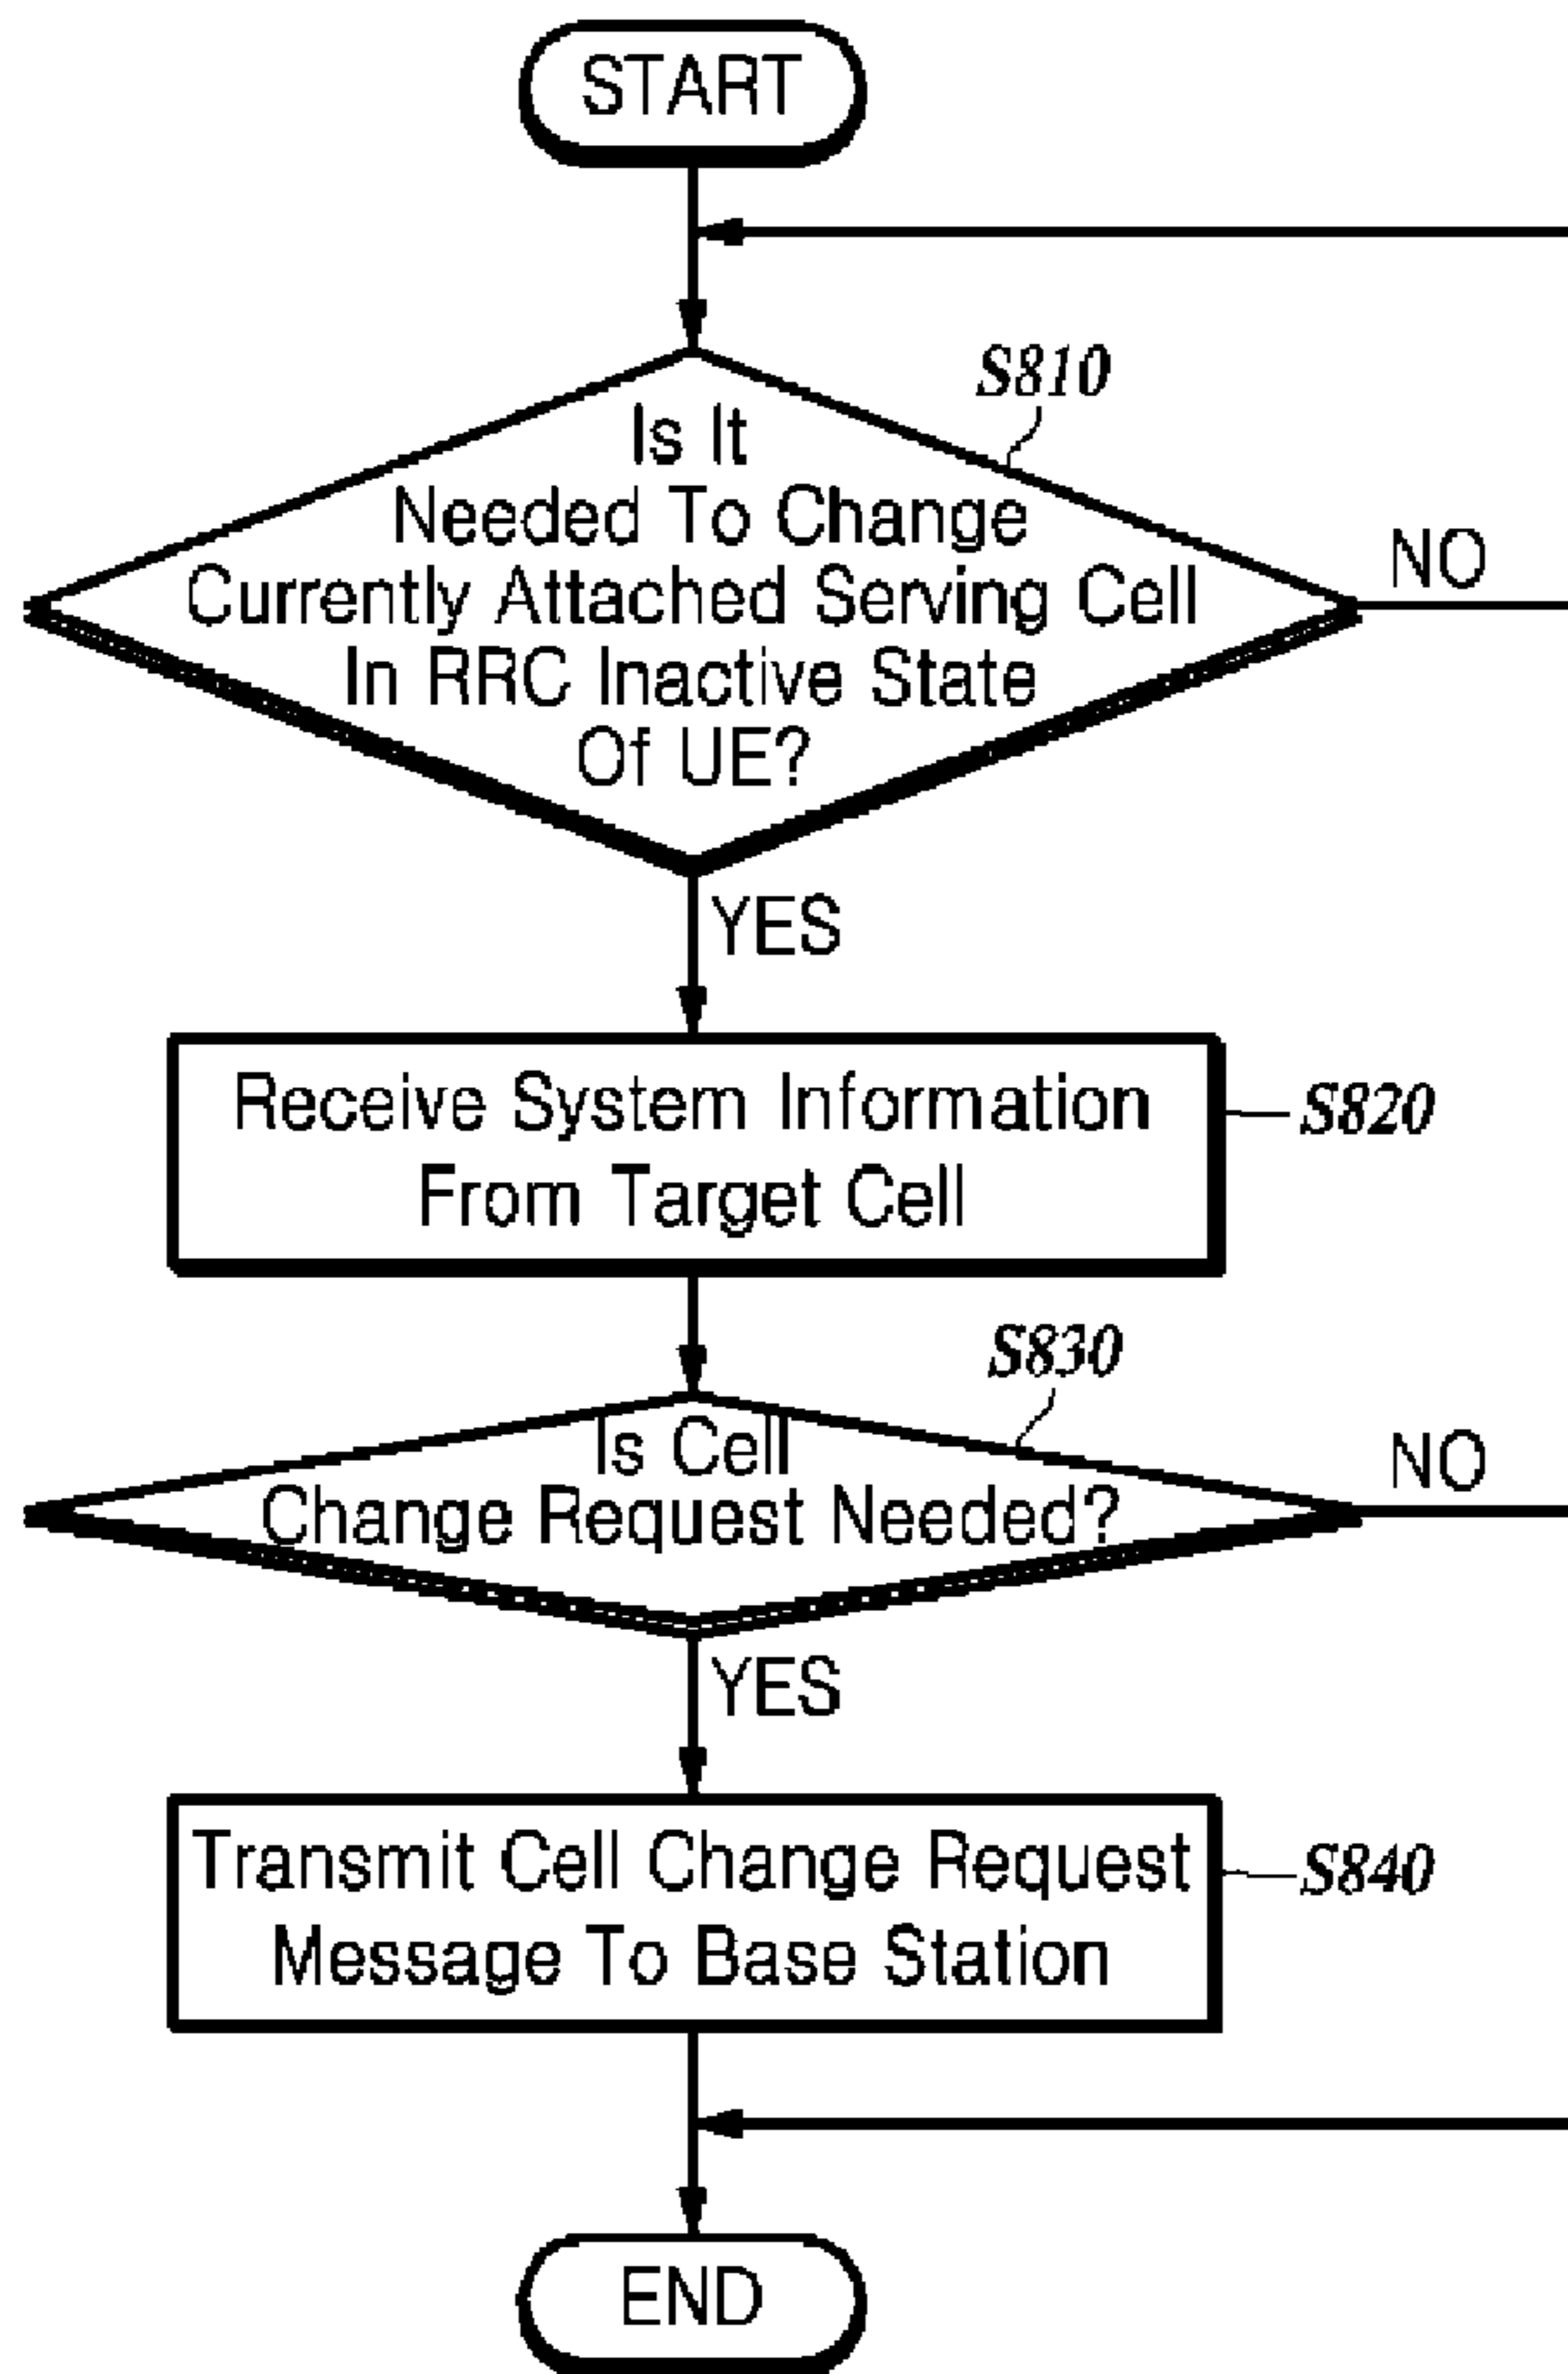 START
S810
Is It
Needed To Change
Currently Attached Serving Cell
In RRC Inactive State
Of UE?
NO
YES
Receive System Information
From Target Cell
S820
S830
Is Cell
Change Request Needed?
NO
YES
Transmit Cell Change Request
Message To Base Station
S840
END